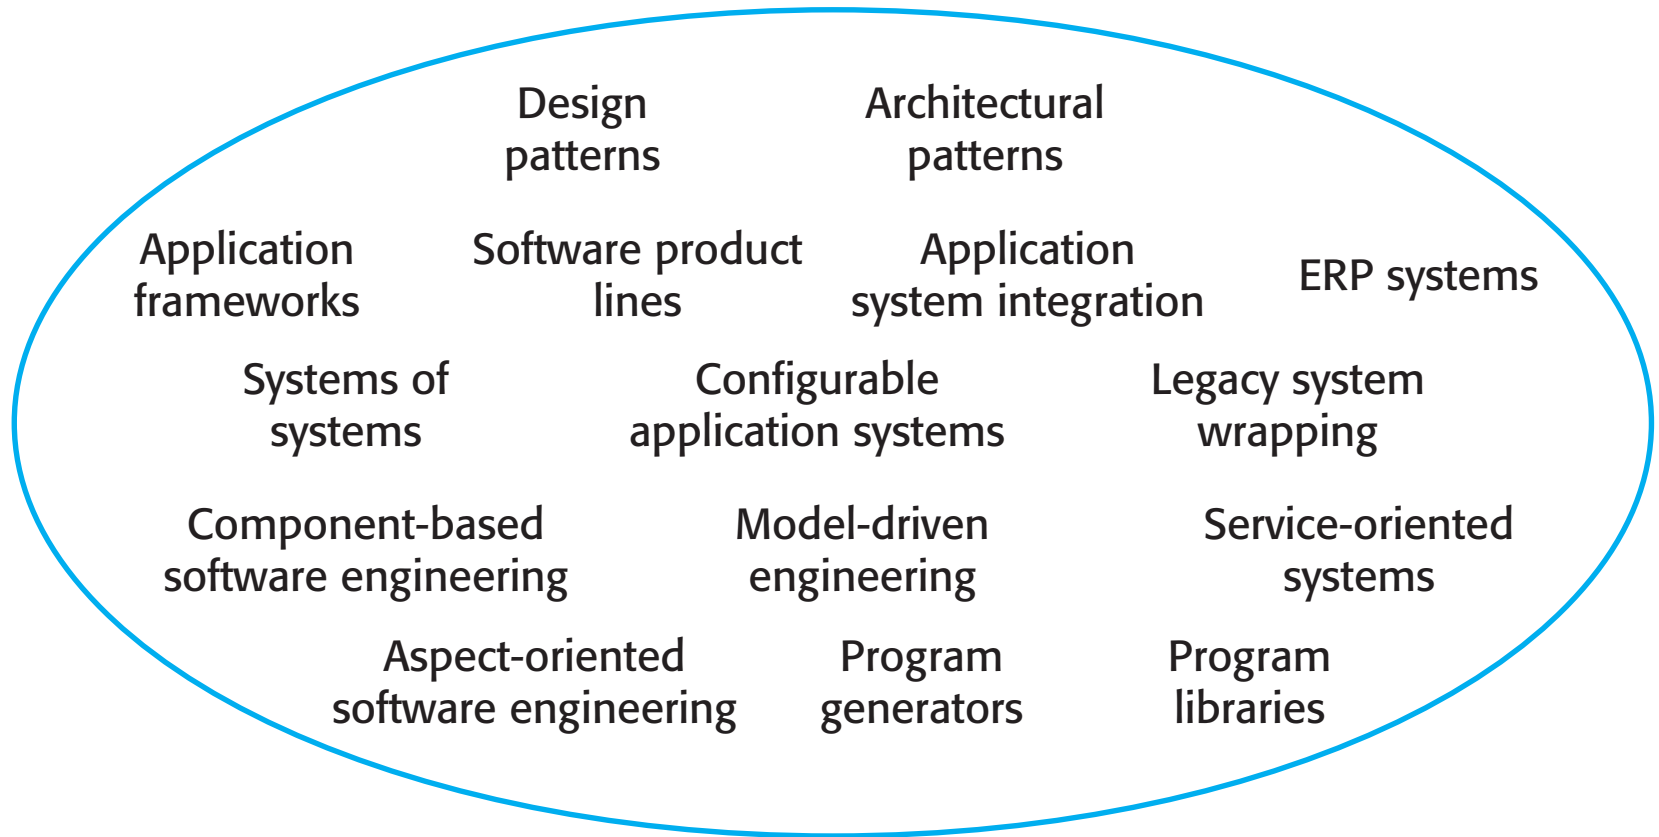 Design
patterns
Architectural
patterns
Application
frameworks
Software product
lines
Application
system integration
ERP systems
Systems of
systems
Configurable
application systems
Legacy system
wrapping
Component-based
software engineering
Model-driven
engineering
Service-oriented
systems
Aspect-oriented
software engineering
Program
generators
Program
libraries